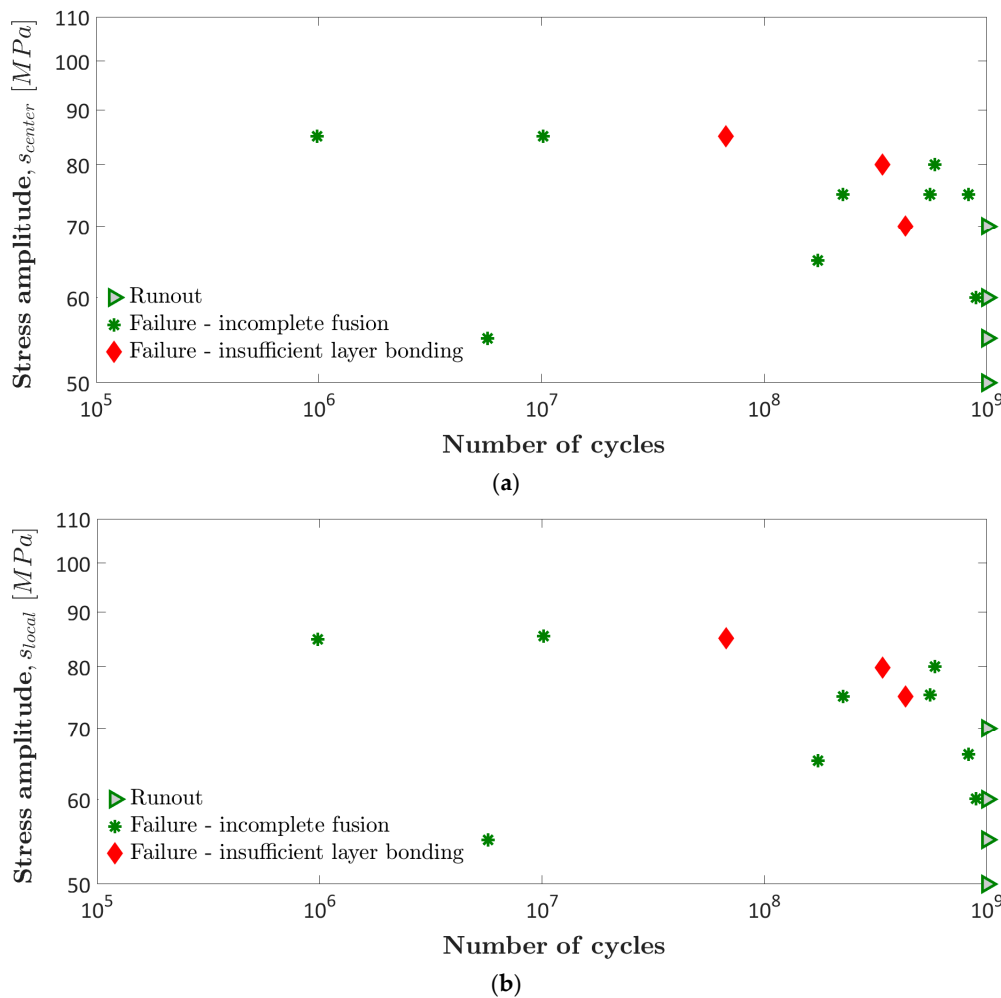 Stress amplitude, s_center [MPa]
110
100
90
80
70
60
50
Runout
Failure - incomplete fusion
Failure - insufficient layer bonding
10^5 10^6 10^7 10^8 10^9
Number of cycles
(a)
Stress amplitude, s_local [MPa]
110
100
90
80
70
60
50
Runout
Failure - incomplete fusion
Failure - insufficient layer bonding
10^5 10^6 10^7 10^8 10^9
Number of cycles
(b)